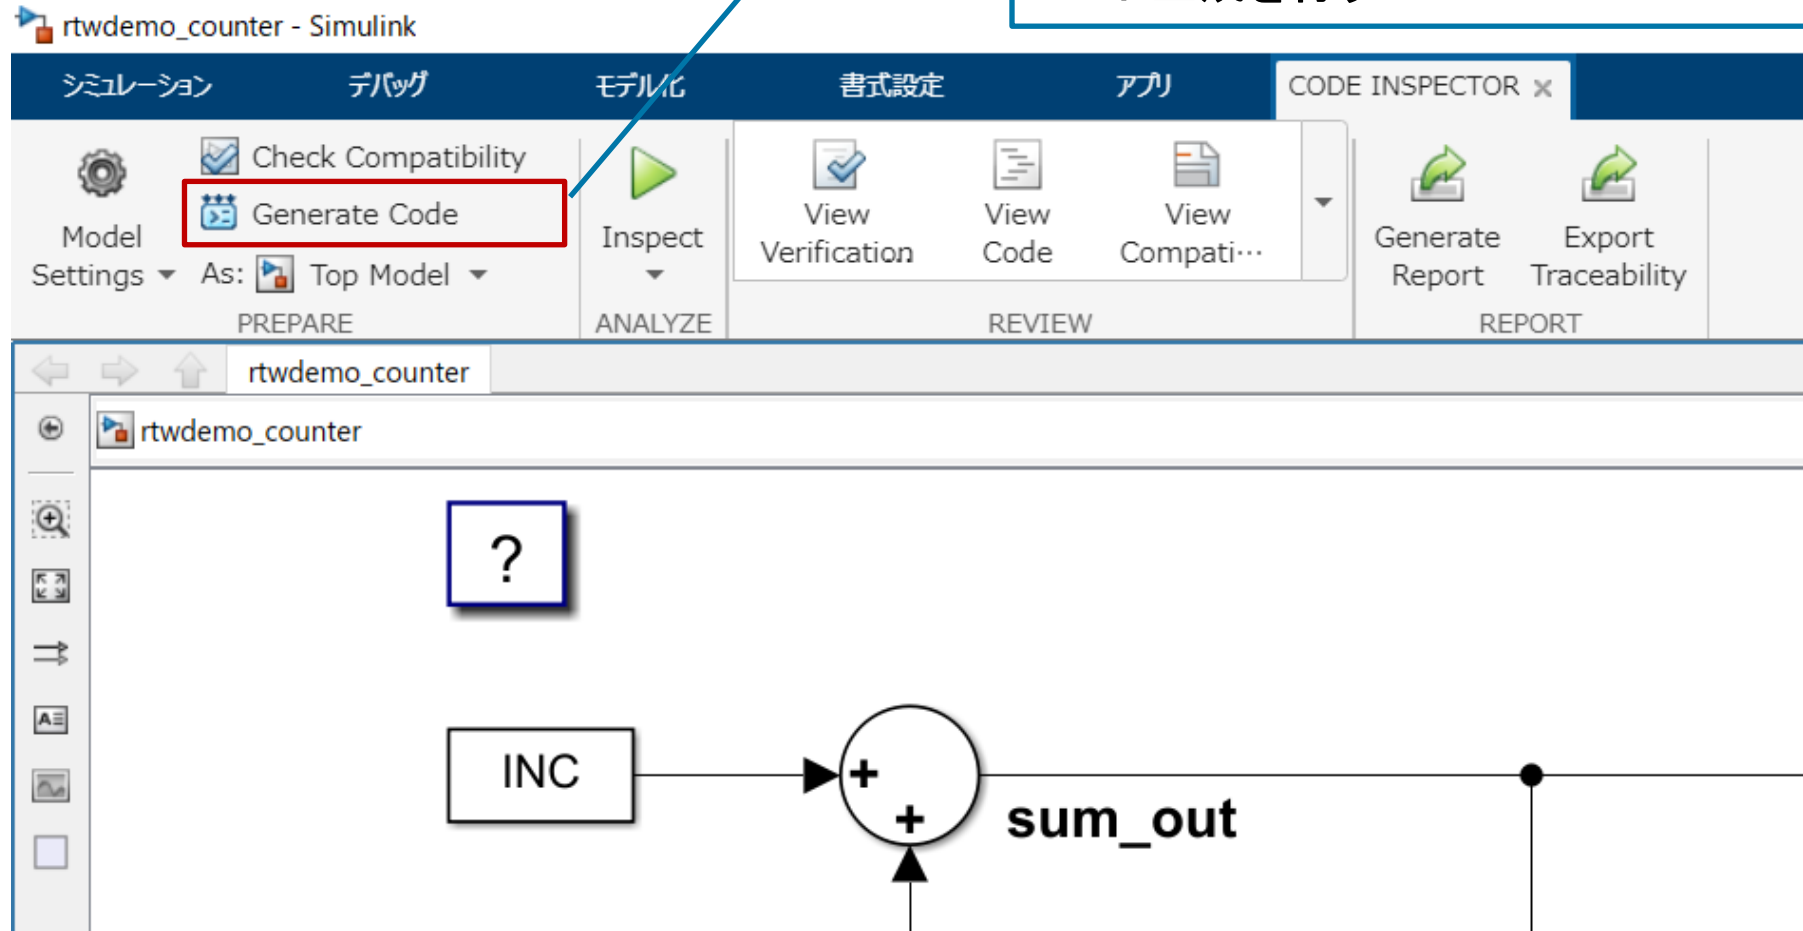 rtwdemo_counter - Simulink
シミュレーション デバッグ モデル化 書式設定 アプリ CODE INSPECTOR
Check Compatibility
Generate Code
Model
Settings
As: Top Model
PREPARE
Inspect
ANALYZE
View
Verification
View
Code
View
Compati…
REVIEW
Generate
Report
Export
Traceability
REPORT
rtwdemo_counter
rtwdemo_counter
?
INC
+
+
sum_out